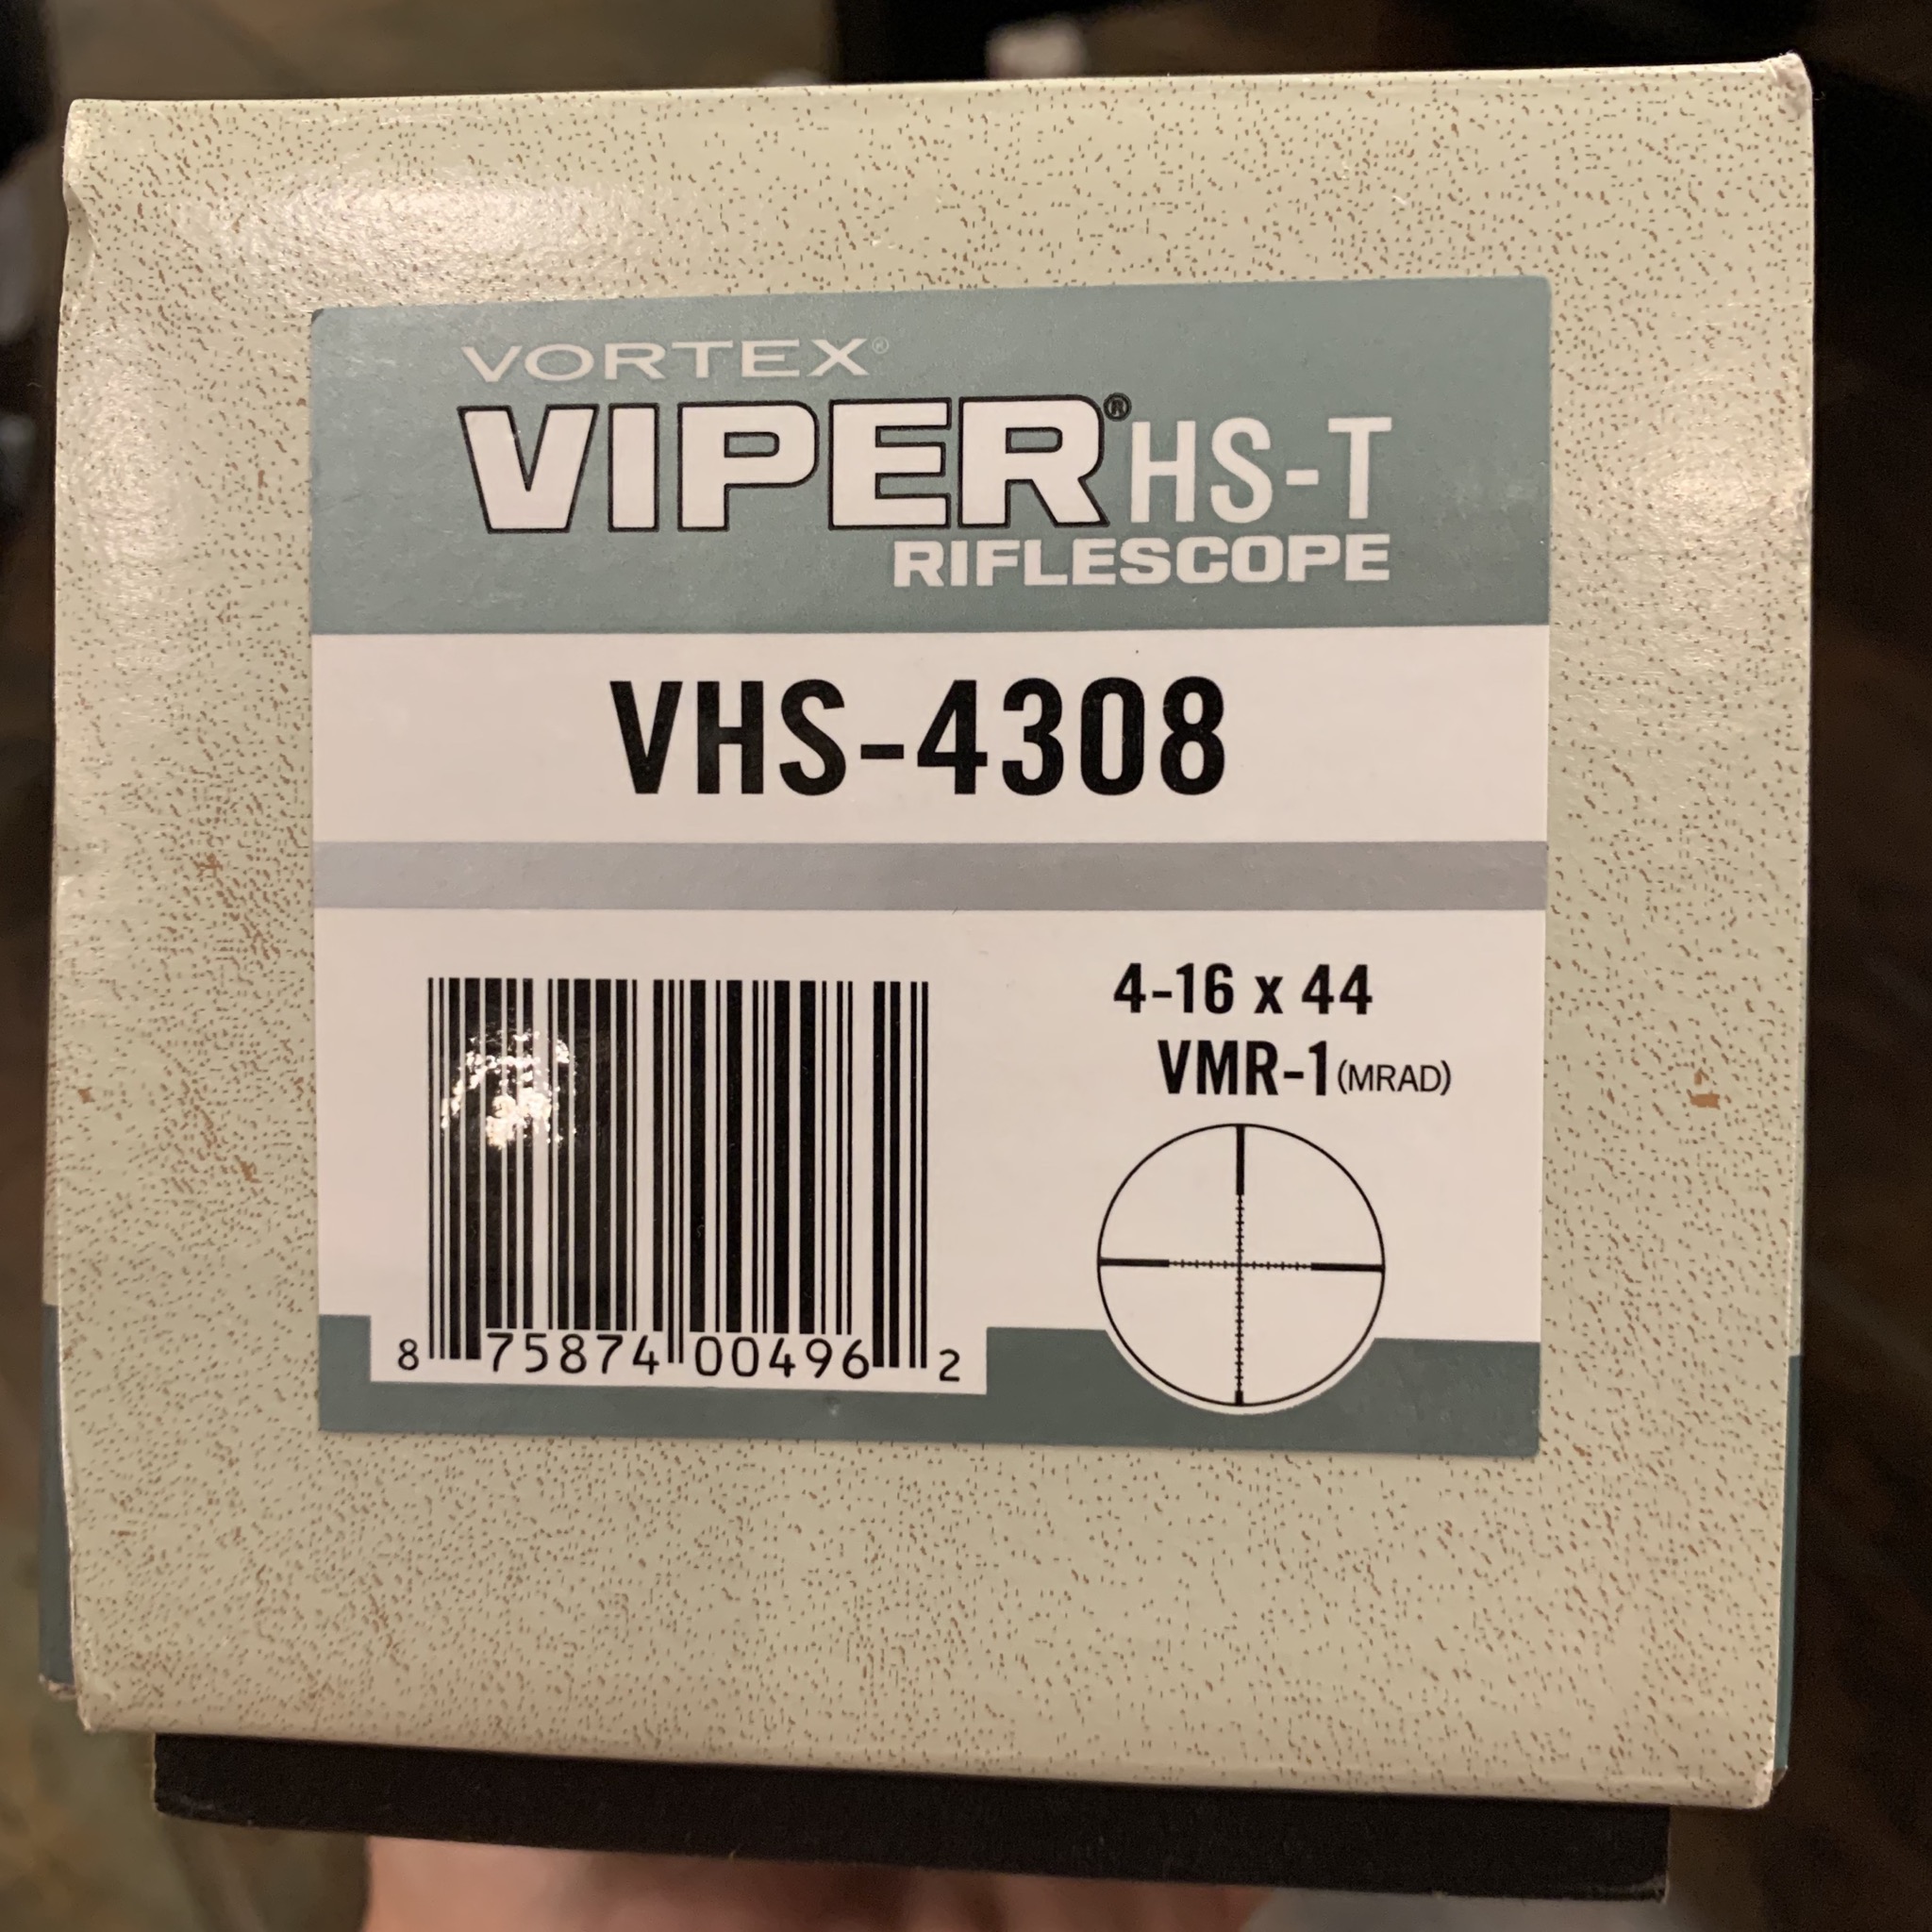 VORTEX®
VIPER® HS-T
RIFLESCOPE
VHS-4308
4-16 x 44
VMR-1 (MRAD)
8 75874 00496 2